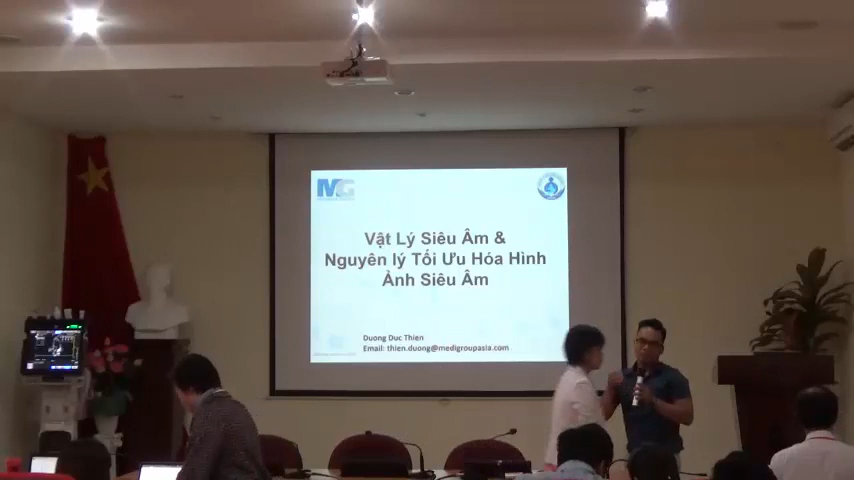 MG
Vật Lý Siêu Âm &
Nguyên lý Tối Ưu Hóa Hình
Ảnh Siêu Âm
Duong Duc Thien
Email: thien.duong@medigroupasia.com